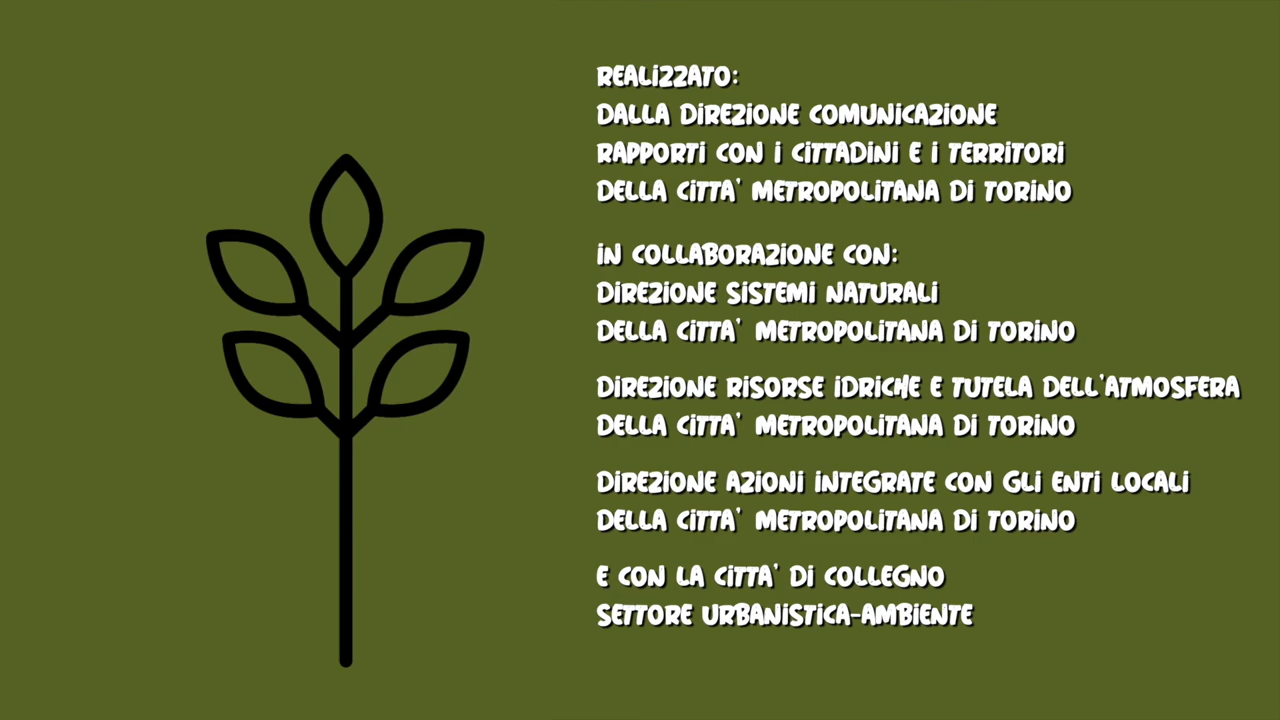 REALIZZATO:
DALLA DIREZIONE COMUNICAZIONE
RAPPORTI CON I CITTADINI E I TERRITORI
DELLA CITTA' METROPOLITANA DI TORINO
IN COLLABORAZIONE CON:
DIREZIONE SISTEMI NATURALI
DELLA CITTA' METROPOLITANA DI TORINO
DIREZIONE RISORSE IDRICHE E TUTELA DELL'ATMOSFERA
DELLA CITTA' METROPOLITANA DI TORINO
DIREZIONE AZIONI INTEGRATE CON GLI ENTI LOCALI
DELLA CITTA' METROPOLITANA DI TORINO
E CON LA CITTA' DI COLLEGNO
SETTORE URBANISTICA-AMBIENTE